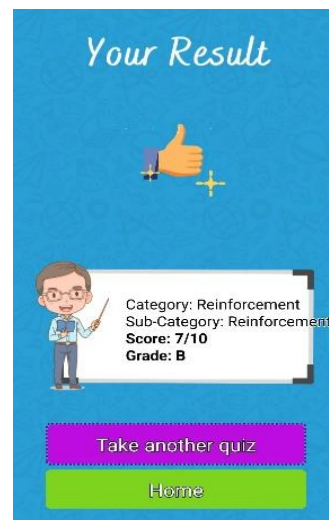 Your Result
Category: Reinforcement
Sub-Category: Reinforcement
Score: 7/10
Grade: B
Take another quiz
Home